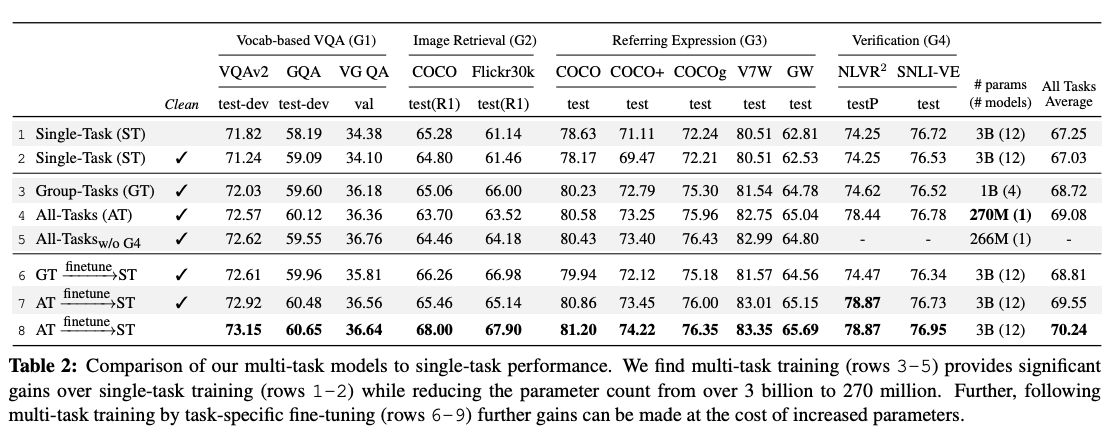 Vocab-based VQA (G1) Image Retrieval (G2) Referring Expression (G3) Verification (G4)
VQAv2 GQA VG QA COCO Flickr30k COCO COCO+ COCOg V7W GW NLVR² SNLI-VE # params All Tasks
Clean test-dev test-dev val test(R1) test(R1) test test test test test testP test (# models) Average
1 Single-Task (ST) 71.82 58.19 34.38 65.28 61.14 78.63 71.11 72.24 80.51 62.81 74.25 76.72 3B (12) 67.25
2 Single-Task (ST) ✓ 71.24 59.09 34.10 64.80 61.46 78.17 69.47 72.21 80.51 62.53 74.25 76.53 3B (12) 67.03
3 Group-Tasks (GT) ✓ 72.03 59.60 36.18 65.06 66.00 80.23 72.79 75.30 81.54 64.78 74.62 76.52 1B (4) 68.72
4 All-Tasks (AT) ✓ 72.57 60.12 36.36 63.70 63.52 80.58 73.25 75.96 82.75 65.04 78.44 76.78 270M (1) 69.08
5 All-Tasks w/o G4 ✓ 72.62 59.55 36.76 64.46 64.18 80.43 73.40 76.43 82.99 64.80 - - 266M (1) -
6 GT finetune→ST ✓ 72.61 59.96 35.81 66.26 66.98 79.94 72.12 75.18 81.57 64.56 74.47 76.34 3B (12) 68.81
7 AT finetune→ST ✓ 72.92 60.48 36.56 65.46 65.14 80.86 73.45 76.00 83.01 65.15 78.87 76.73 3B (12) 69.55
8 AT finetune→ST 73.15 60.65 36.64 68.00 67.90 81.20 74.22 76.35 83.35 65.69 78.87 76.95 3B (12) 70.24
Table 2: Comparison of our multi-task models to single-task performance. We find multi-task training (rows 3-5) provides significant
gains over single-task training (rows 1-2) while reducing the parameter count from over 3 billion to 270 million. Further, following
multi-task training by task-specific fine-tuning (rows 6-9) further gains can be made at the cost of increased parameters.